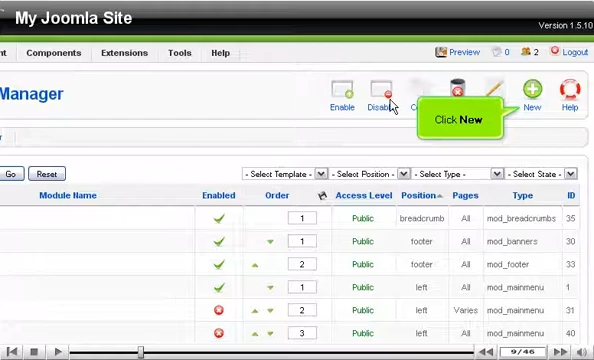 My Joomla Site
Version 1.5.10
nt Components Extensions Tools Help Preview 0 2 Logout
Manager
Enable Disab Co New Help
Click New
r
Go Reset - Select Template - - Select Position - - Select Type - - Select State -
Module Name Enabled Order Access Level Position Pages Type ID
1 Public breadcrumb All mod_breadcrumbs 35
1 Public footer All mod_banners 30
2 Public footer All mod_footer 33
1 Public left All mod_mainmenu 1
2 Public left Varies mod_mainmenu 31
3 Public left All mod_mainmenu 40
9/46